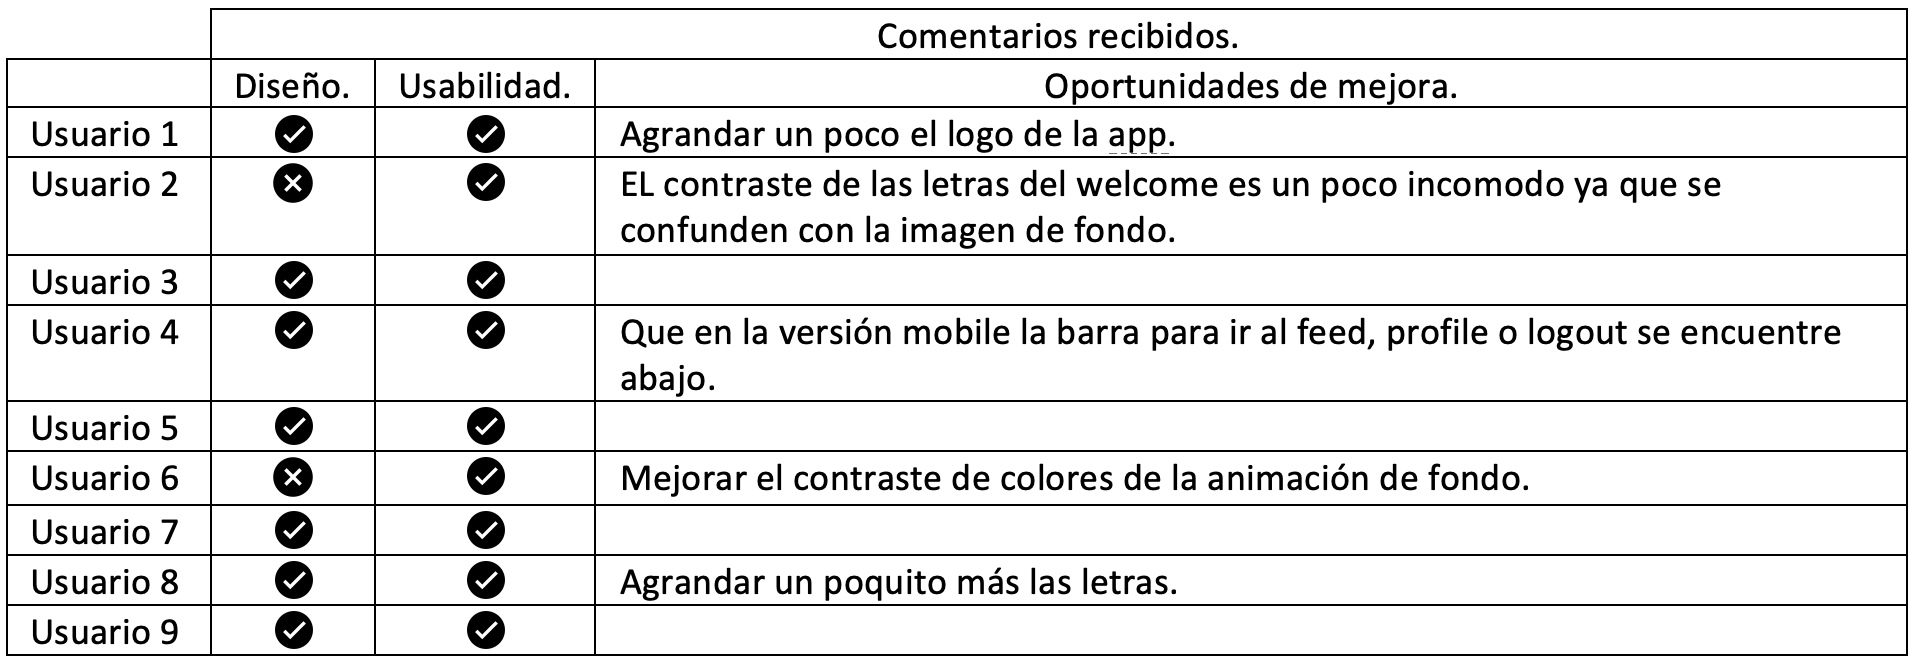 Comentarios recibidos.
Diseño. Usabilidad. Oportunidades de mejora.
Usuario 1 Agrandar un poco el logo de la app.
Usuario 2 EL contraste de las letras del welcome es un poco incomodo ya que se
confunden con la imagen de fondo.
Usuario 3
Usuario 4 Que en la versión mobile la barra para ir al feed, profile o logout se encuentre
abajo.
Usuario 5
Usuario 6 Mejorar el contraste de colores de la animación de fondo.
Usuario 7
Usuario 8 Agrandar un poquito más las letras.
Usuario 9